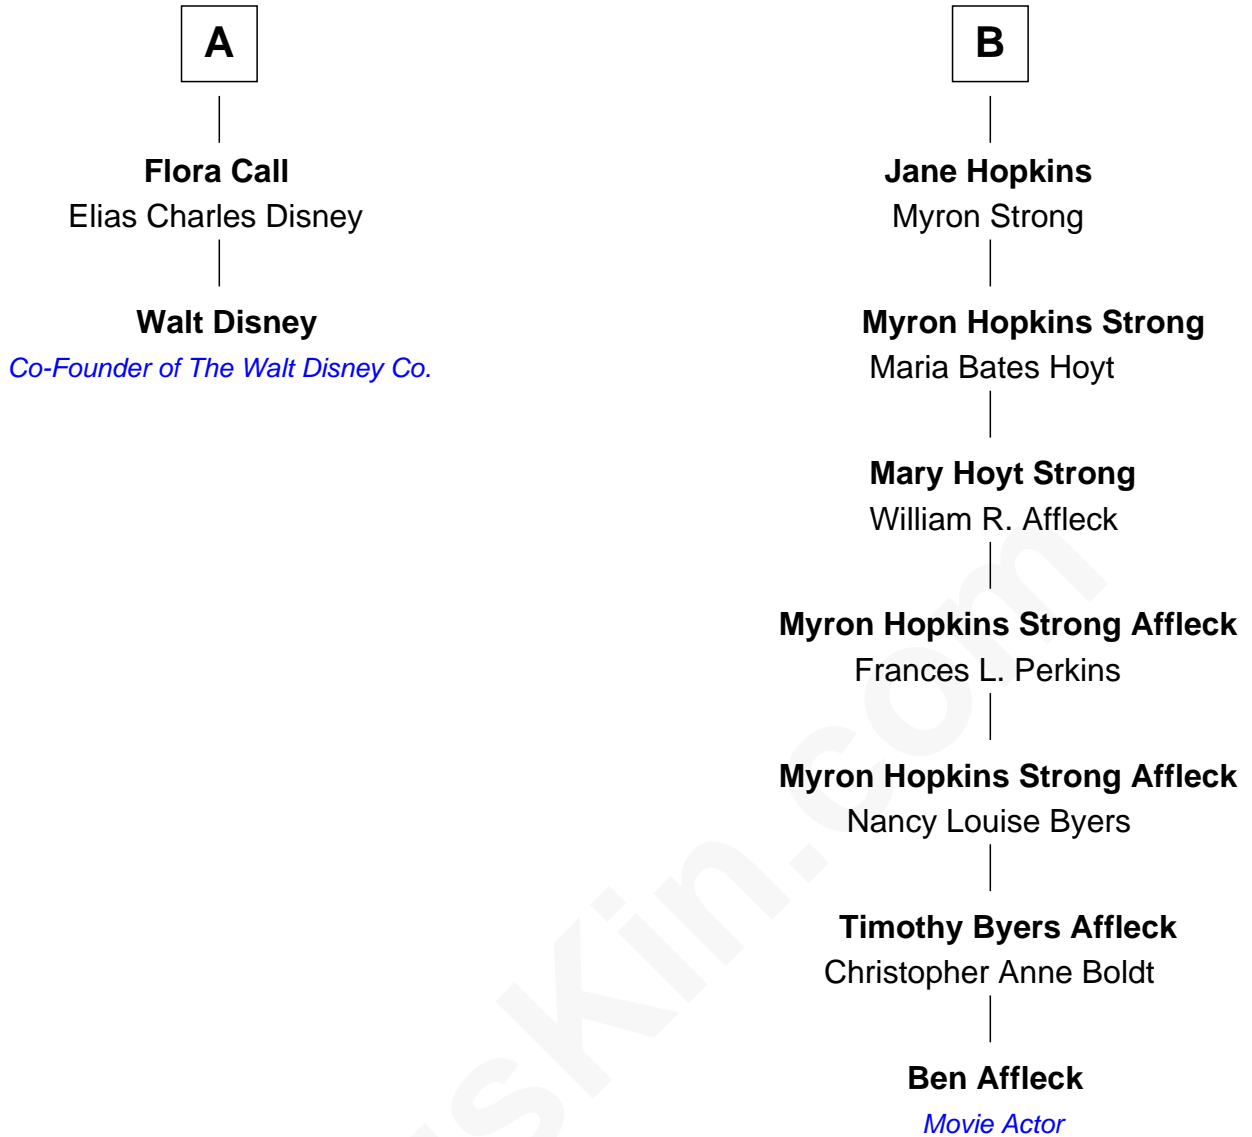 A
Flora Call
Elias Charles Disney
Walt Disney
Co-Founder of The Walt Disney Co.
B
Jane Hopkins
Myron Strong
Myron Hopkins Strong
Maria Bates Hoyt
Mary Hoyt Strong
William R. Affleck
Myron Hopkins Strong Affleck
Frances L. Perkins
Myron Hopkins Strong Affleck
Nancy Louise Byers
Timothy Byers Affleck
Christopher Anne Boldt
Ben Affleck
Movie Actor
usKin.com